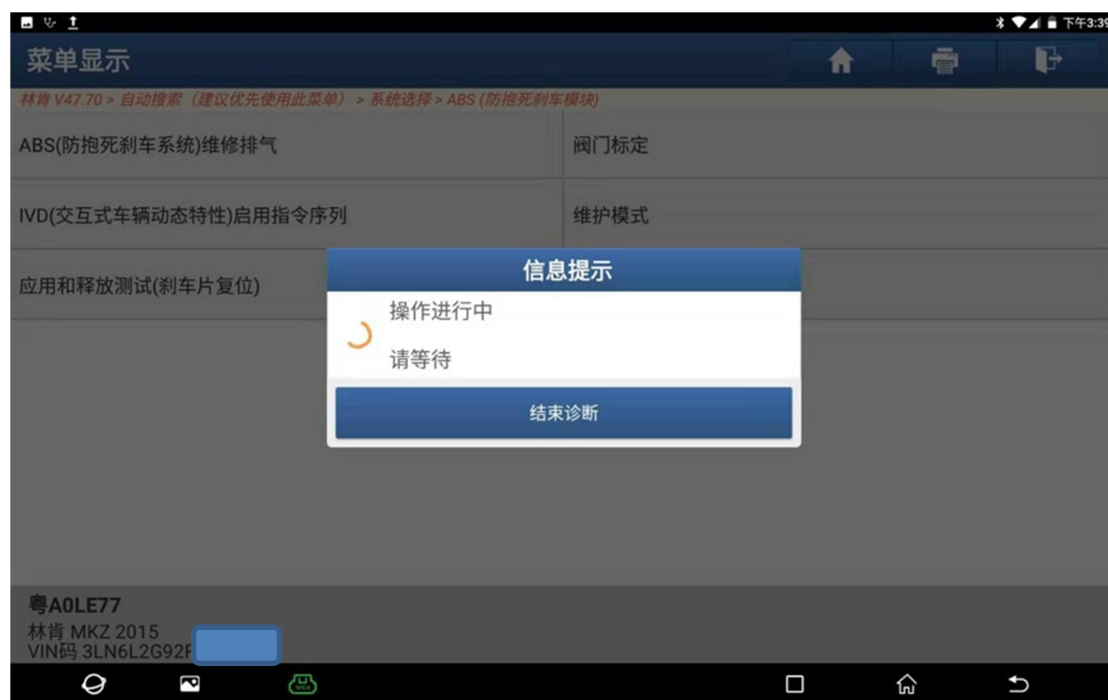 下午3:39
菜单显示
林肯 V47.70 > 自动搜索（建议优先使用此菜单） > 系统选择 > ABS (防抱死刹车模块)
ABS(防抱死刹车系统)维修排气
阀门标定
IVD(交互式车辆动态特性)启用指令序列
维护模式
应用和释放测试(刹车片复位)
信息提示
操作进行中
请等待
结束诊断
粤A0LE77
林肯 MKZ 2015
VIN码 3LN6L2G92F
VCI